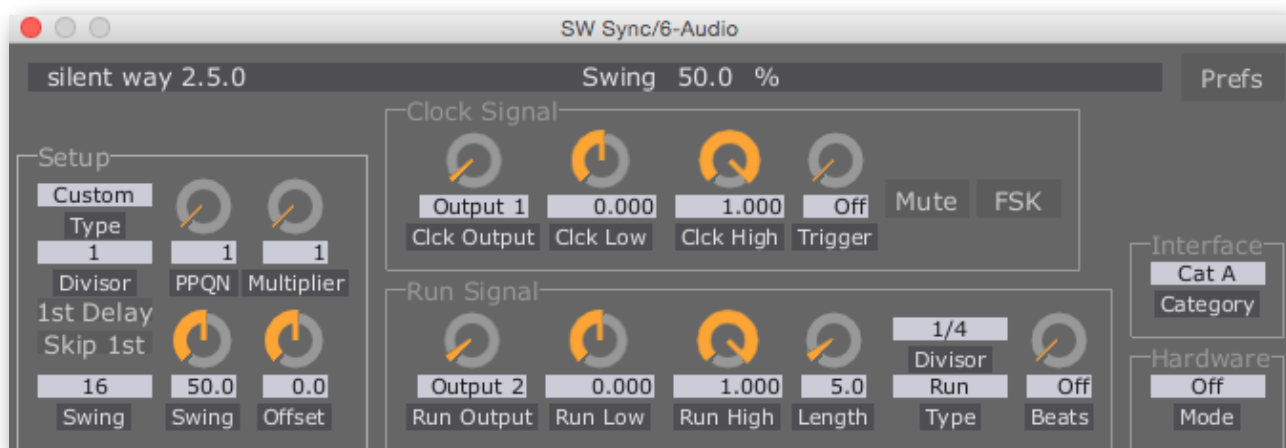 SW Sync/6-Audio
silent way 2.5.0 Swing 50.0 %
Prefs
Clock Signal
Output 1 0.000 1.000 Off
Clck Output Clck Low Clck High Trigger
Mute FSK
Setup
Custom
Type
1 1 1
Divisor PPQN Multiplier
1st Delay
Skip 1st
16 50.0 0.0
Swing Swing Offset
Run Signal
1/4
Divisor
Output 2 0.000 1.000 5.0 Run Off
Run Output Run Low Run High Length Type Beats
Interface
Cat A
Category
Hardware
Off
Mode